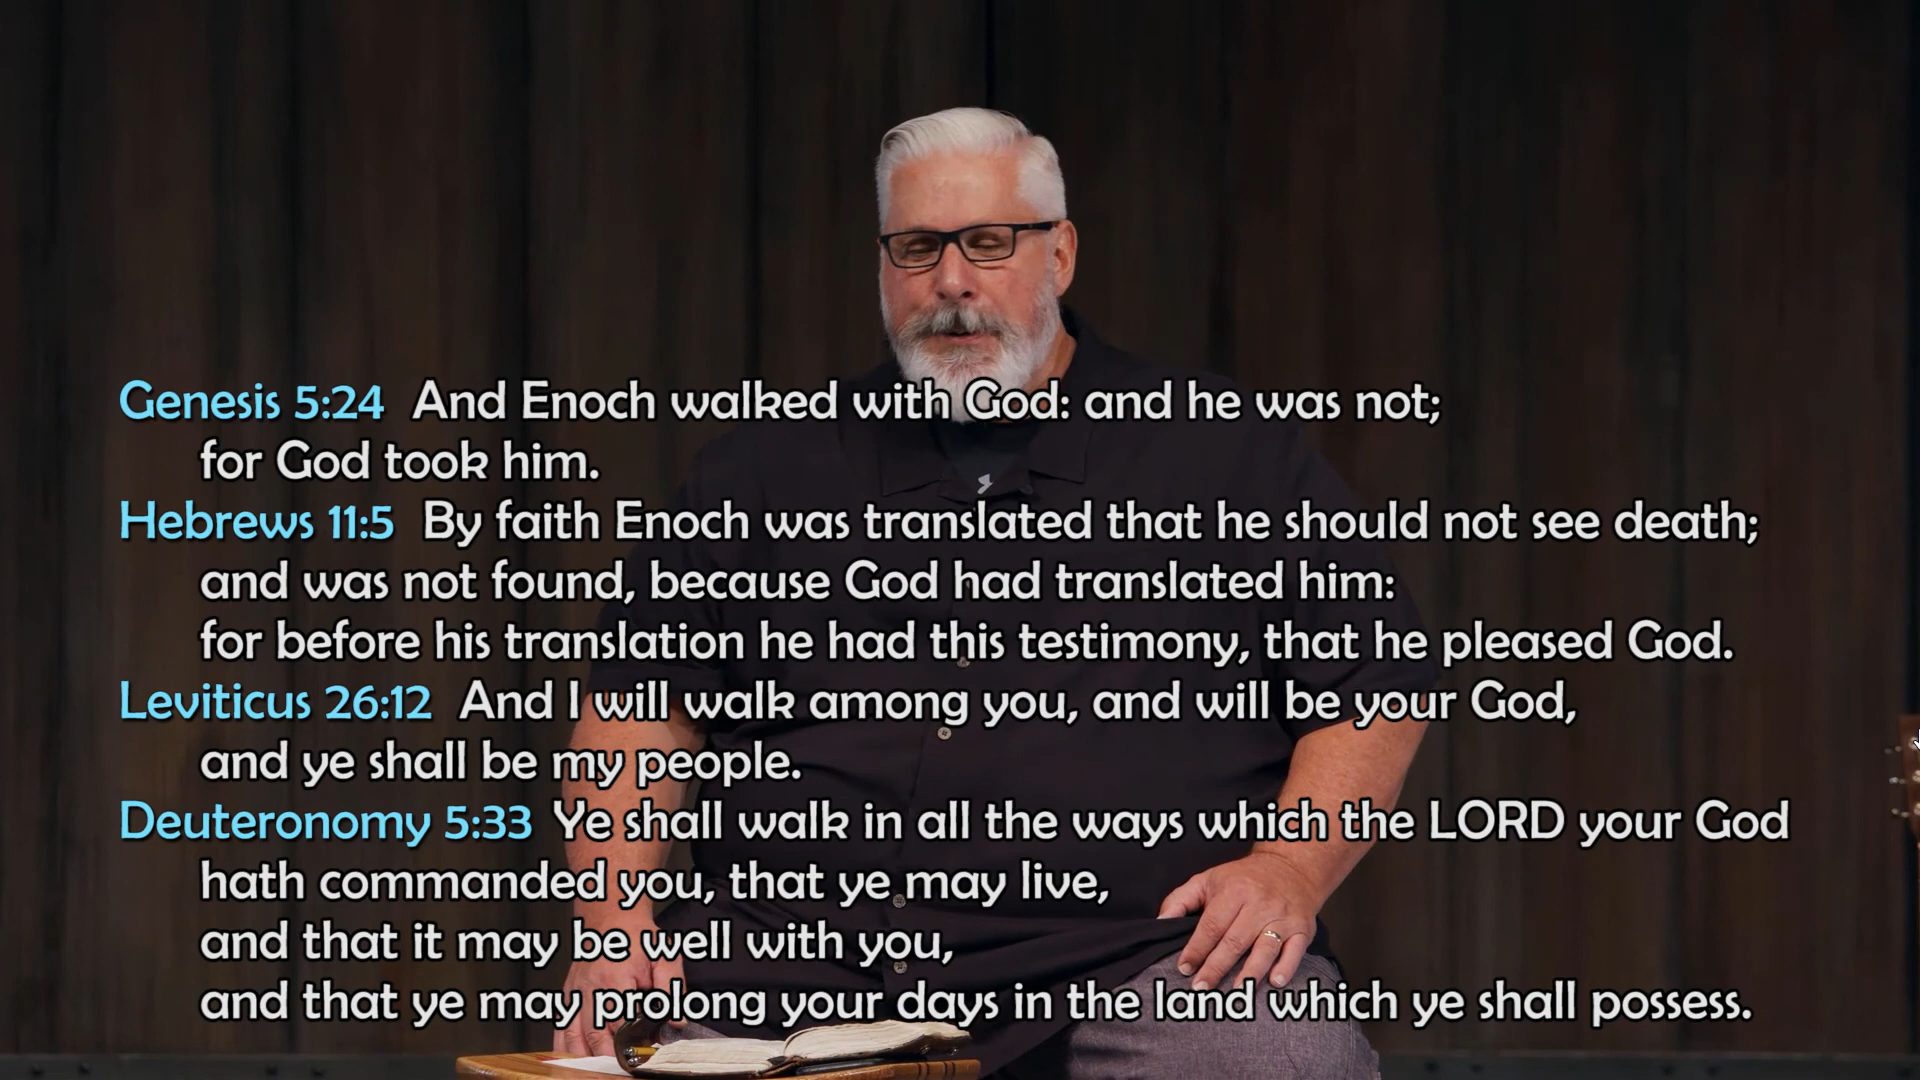 Genesis 5:24 And Enoch walked with God: and he was not;
for God took him.
Hebrews 11:5 By faith Enoch was translated that he should not see death;
and was not found, because God had translated him:
for before his translation he had this testimony, that he pleased God.
Leviticus 26:12 And I will walk among you, and will be your God,
and ye shall be my people.
Deuteronomy 5:33 Ye shall walk in all the ways which the LORD your God
hath commanded you, that ye may live,
and that it may be well with you,
and that ye may prolong your days in the land which ye shall possess.